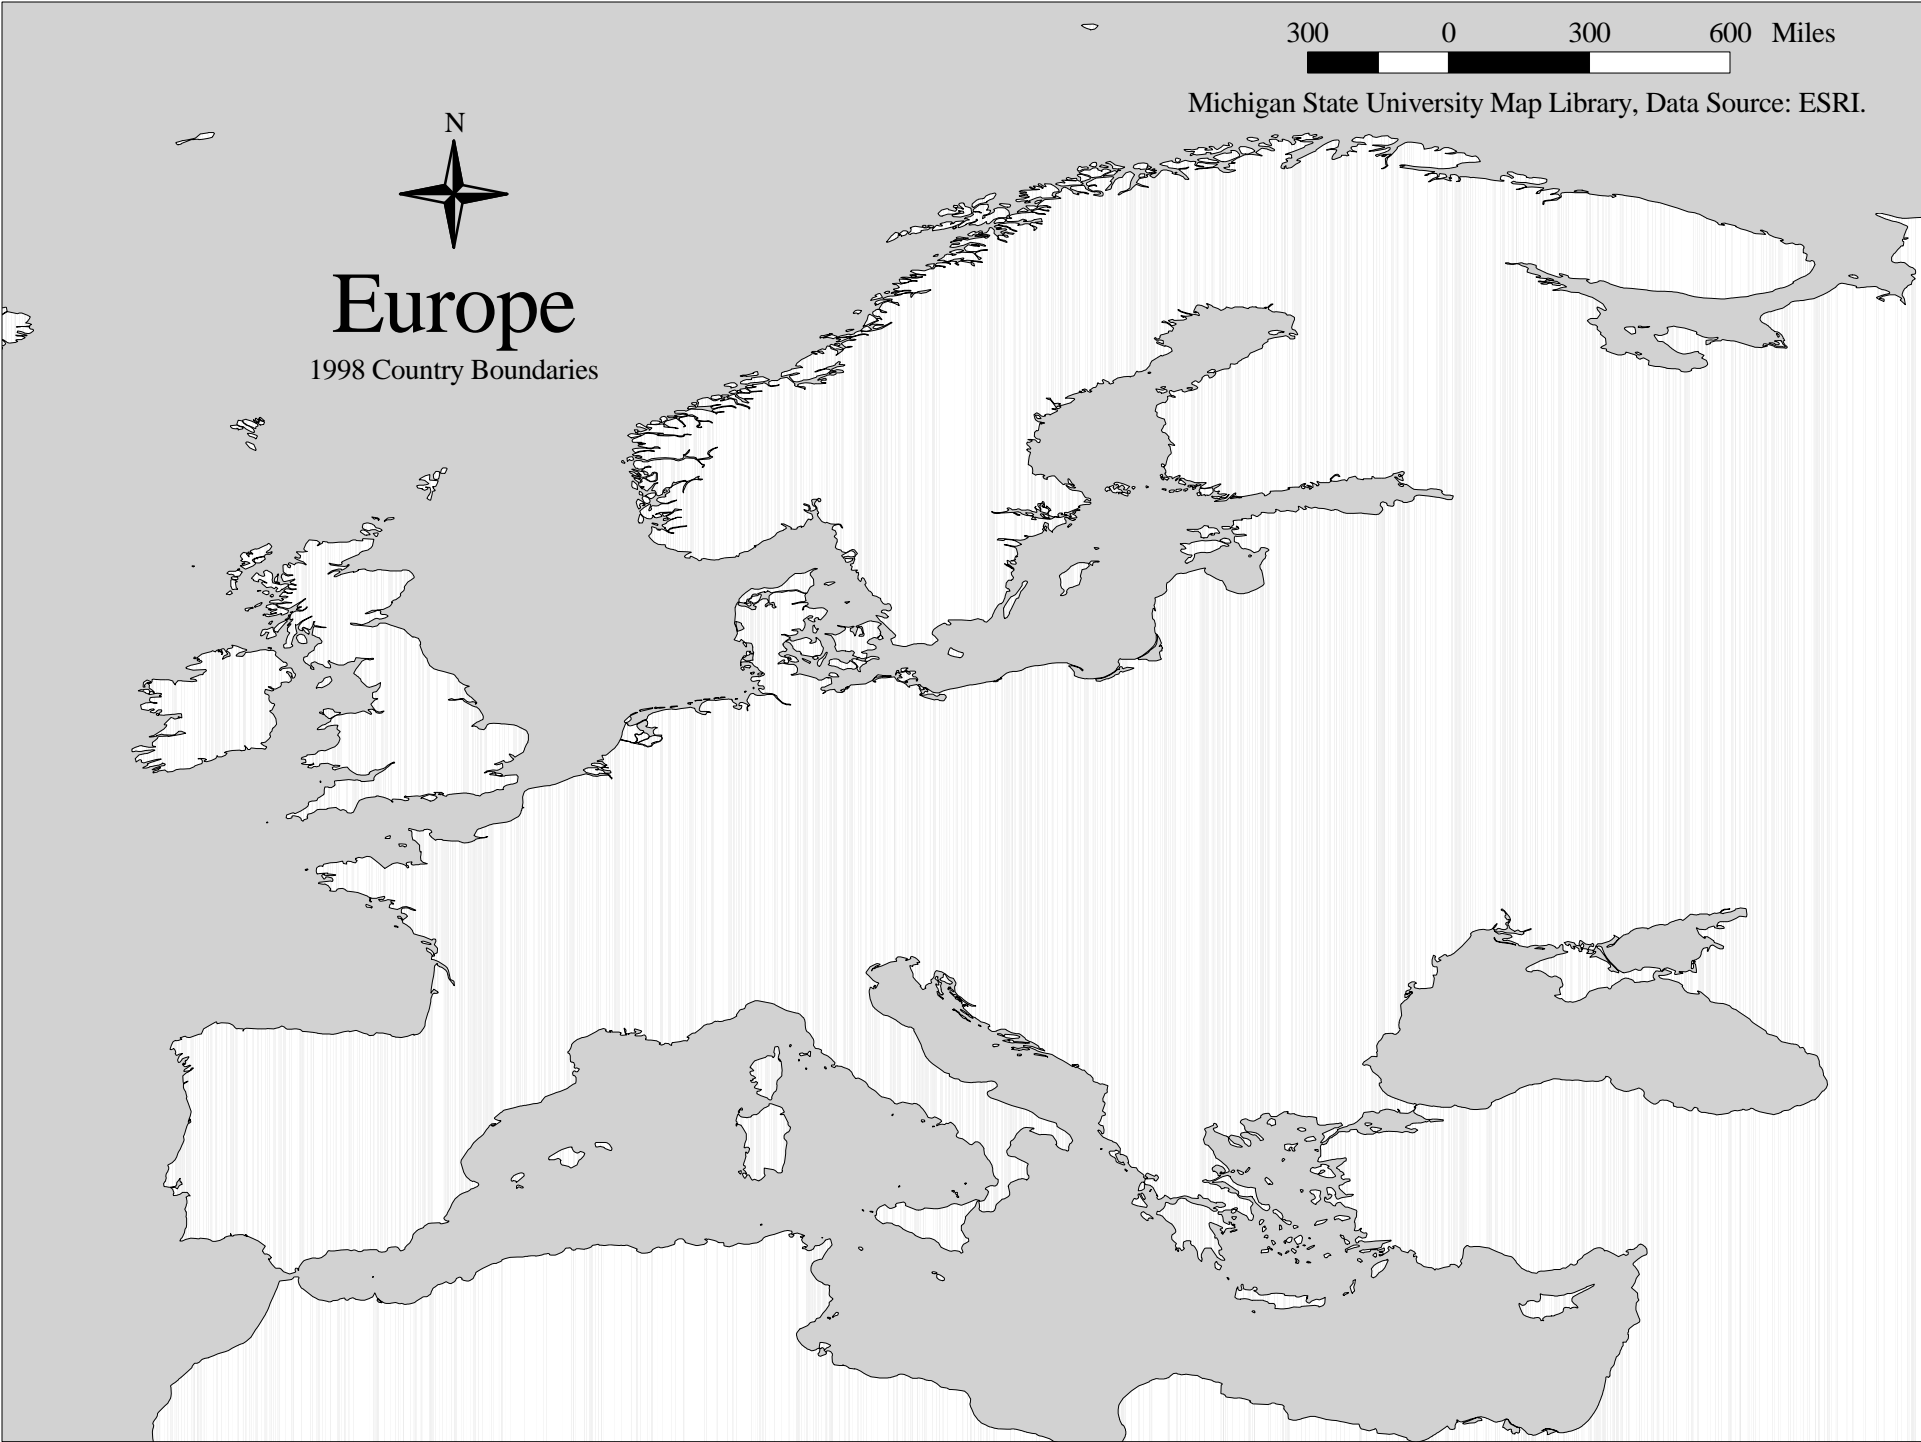 300 0 300 600 Miles
Michigan State University Map Library, Data Source: ESRI.
N
Europe
1998 Country Boundaries